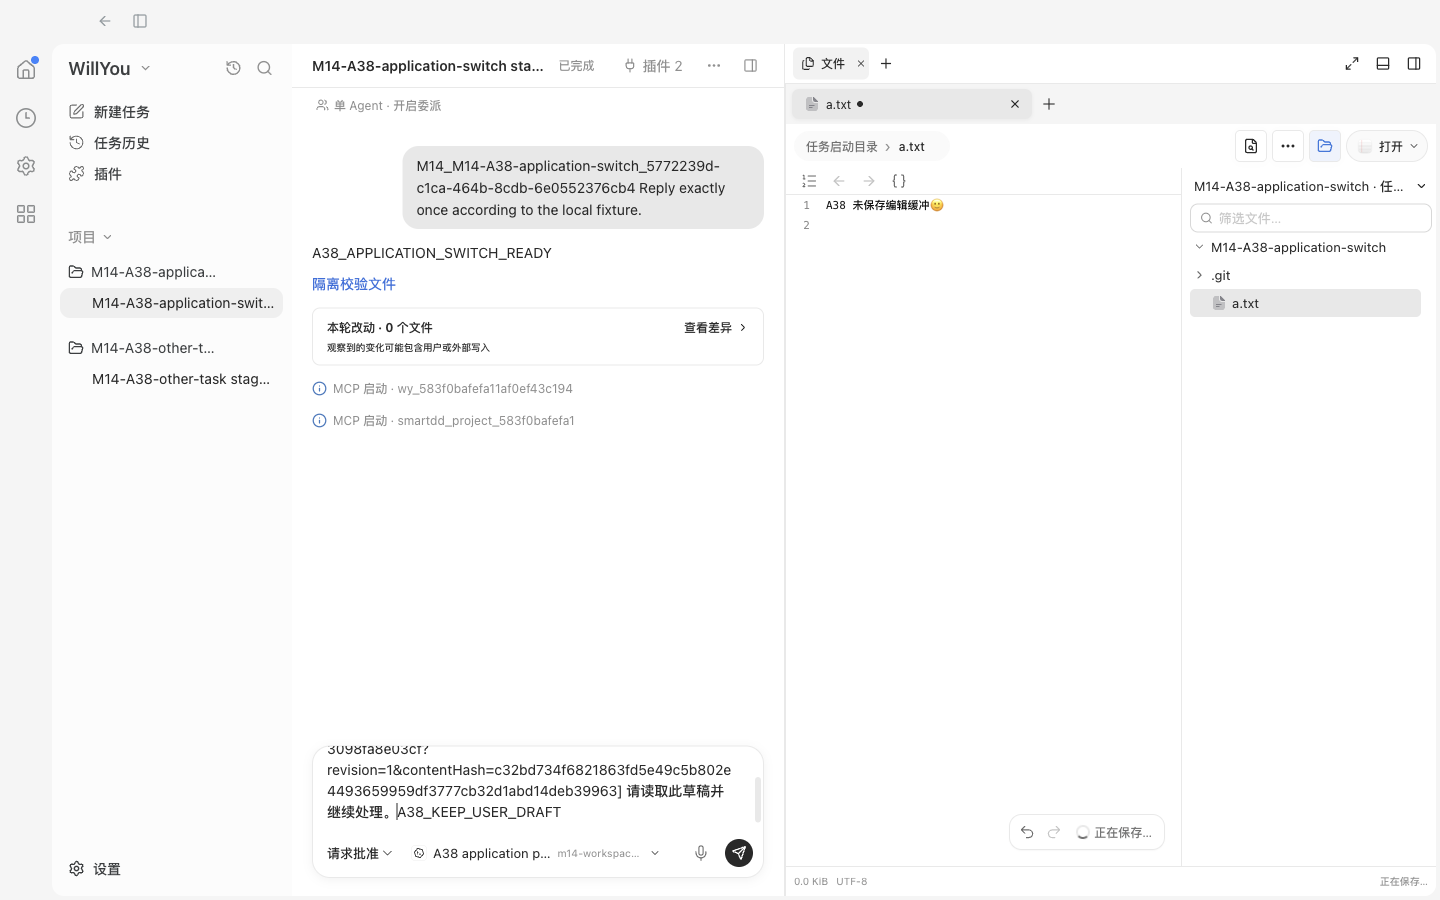 WillYou
新建任务
任务历史
插件
项目
M14-A38-applica...
M14-A38-application-swit...
M14-A38-other-t...
M14-A38-other-task stag...
设置
M14-A38-application-switch sta...
已完成
插件 2
单 Agent · 开启委派
M14_M14-A38-application-switch_5772239d-
c1ca-464b-8cdb-6e0552376cb4 Reply exactly
once according to the local fixture.
A38_APPLICATION_SWITCH_READY
隔离校验文件
本轮改动 · 0 个文件
查看差异
观察到的变化可能包含用户或外部写入
MCP 启动 · wy_583f0bafefa11af0ef43c194
MCP 启动 · smartdd_project_583f0bafefa1
3098fa8e03cf?
revision=1&contentHash=c32bd734f6821863fd5e49c5b802e
4493659959df3777cb32d1abd14deb39963] 请读取此草稿并
继续处理。A38_KEEP_USER_DRAFT
请求批准
A38 application p...
m14-workspac...
文件
a.txt
任务启动目录 › a.txt
打开
1 A38 未保存编辑缓冲😀
2
正在保存...
M14-A38-application-switch · 任...
筛选文件...
M14-A38-application-switch
.git
a.txt
0.0 KiB UTF-8
正在保存...